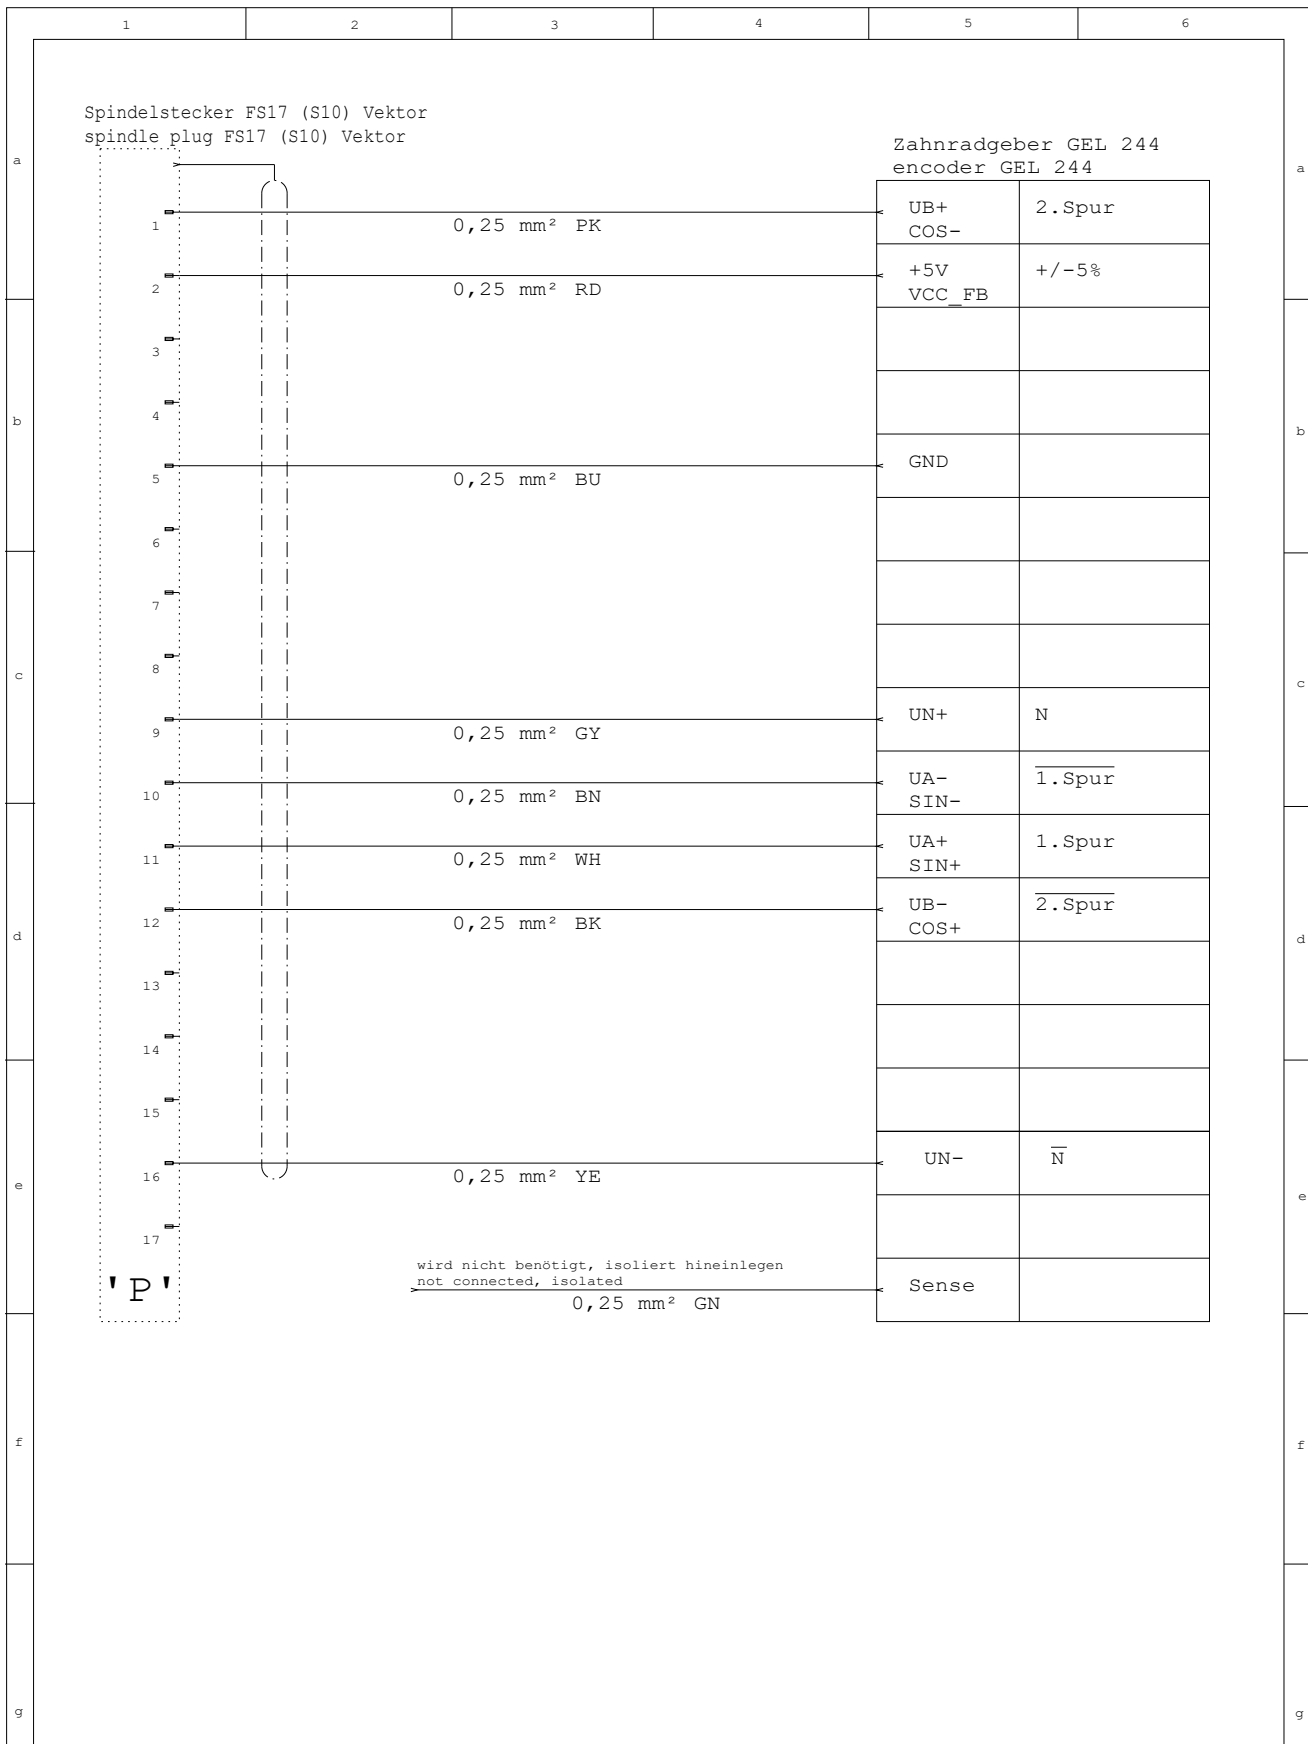 1 2 3 4 5 6
Spindelstecker FS17 (S10) Vektor
spindle plug FS17 (S10) Vektor
Zahnradgeber GEL 244
encoder GEL 244
a a
1 0,25 mm² PK UB+ 2.Spur
COS-
2 0,25 mm² RD +5V +/-5%
VCC_FB
3
4
b b
5 0,25 mm² BU GND
6
7
8
c c
9 0,25 mm² GY UN+ N
10 0,25 mm² BN UA- 1.Spur
SIN-
11 0,25 mm² WH UA+ 1.Spur
SIN+
12 0,25 mm² BK UB- 2.Spur
COS+
d d
13
14
15
16 0,25 mm² YE UN- N
e e
17
wird nicht benötigt, isoliert hineinlegen
not connected, isolated
'P' 0,25 mm² GN Sense
f f
g g